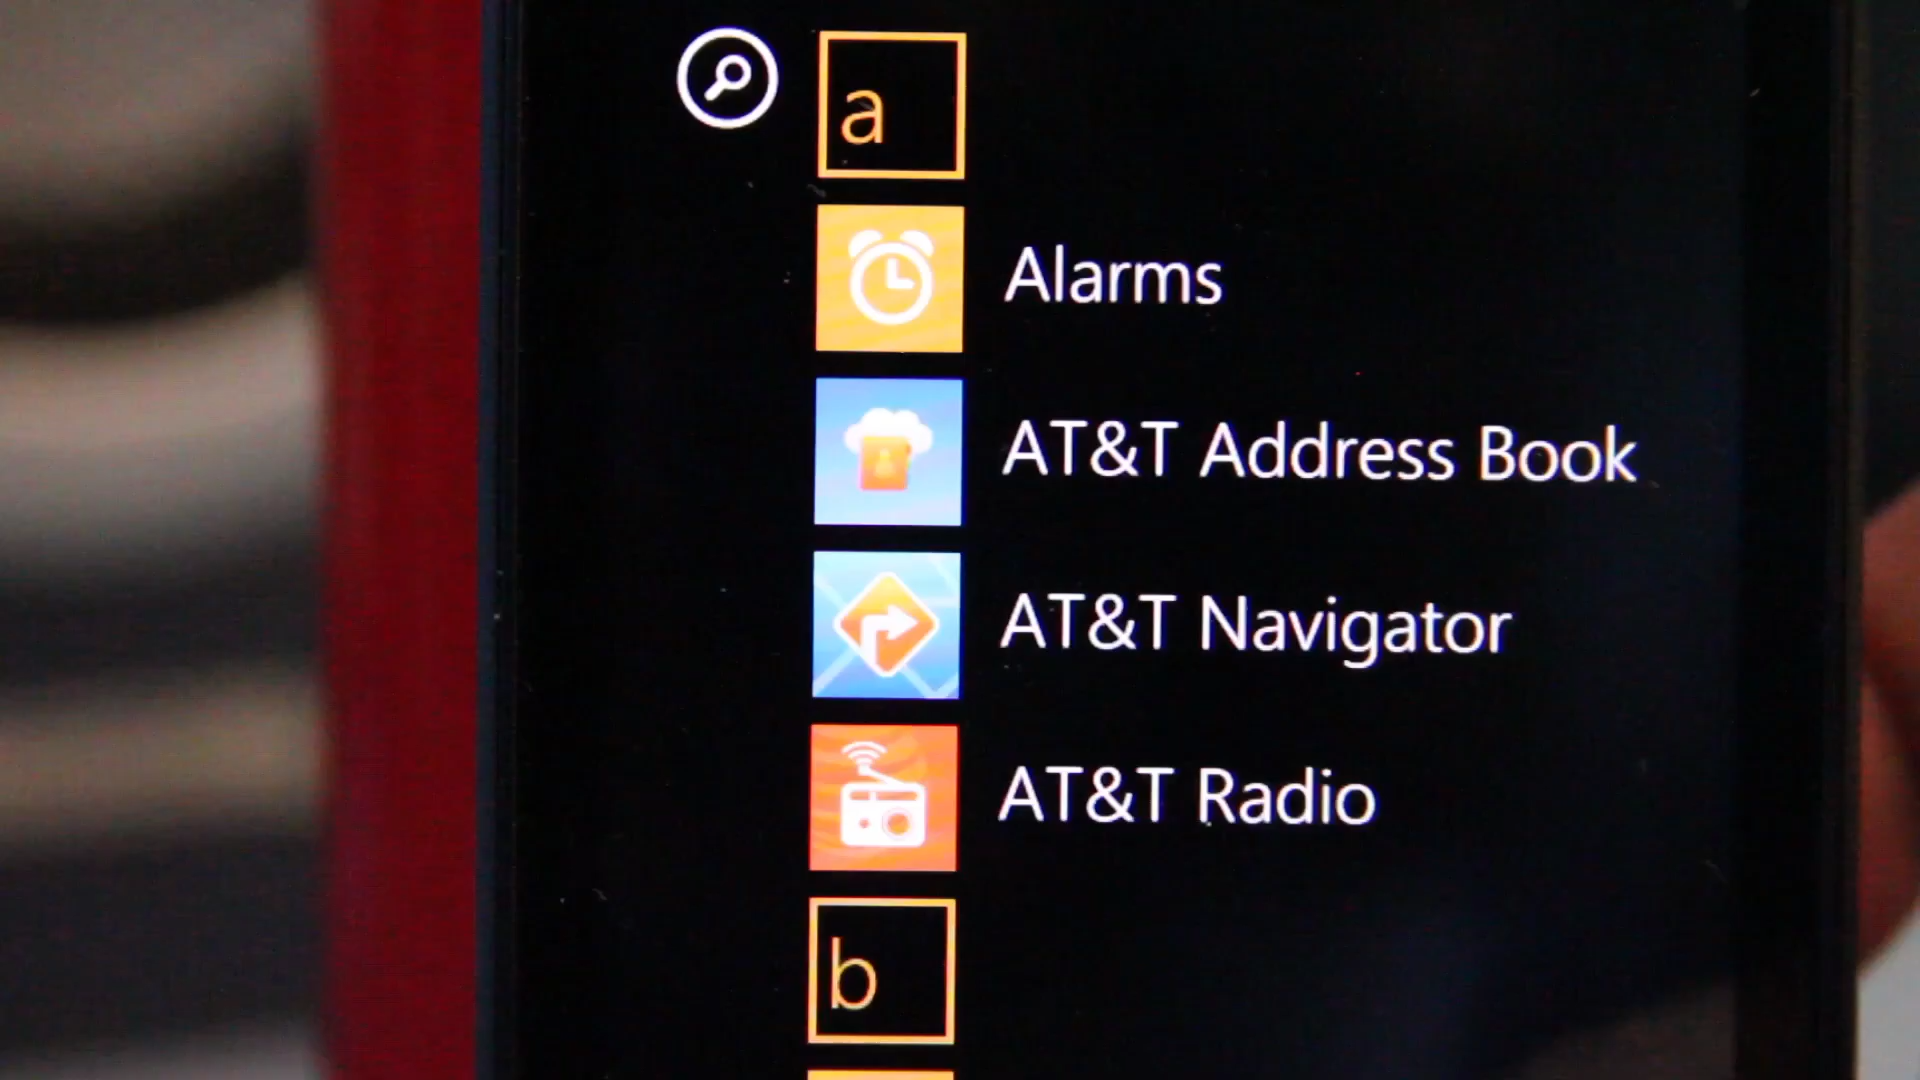 a
Alarms
AT&T Address Book
AT&T Navigator
AT&T Radio
b